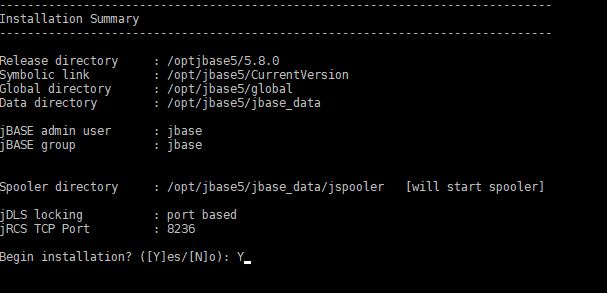 -------------------------------------------------------------------------------
Installation Summary
-------------------------------------------------------------------------------
Release directory : /optjbase5/5.8.0
Symbolic link : /opt/jbase5/CurrentVersion
Global directory : /opt/jbase5/global
Data directory : /opt/jbase5/jbase_data
jBASE admin user : jbase
jBASE group : jbase
Spooler directory : /opt/jbase5/jbase_data/jspooler [will start spooler]
jDLS locking : port based
jRCS TCP Port : 8236
Begin installation? ([Y]es/[N]o): Y